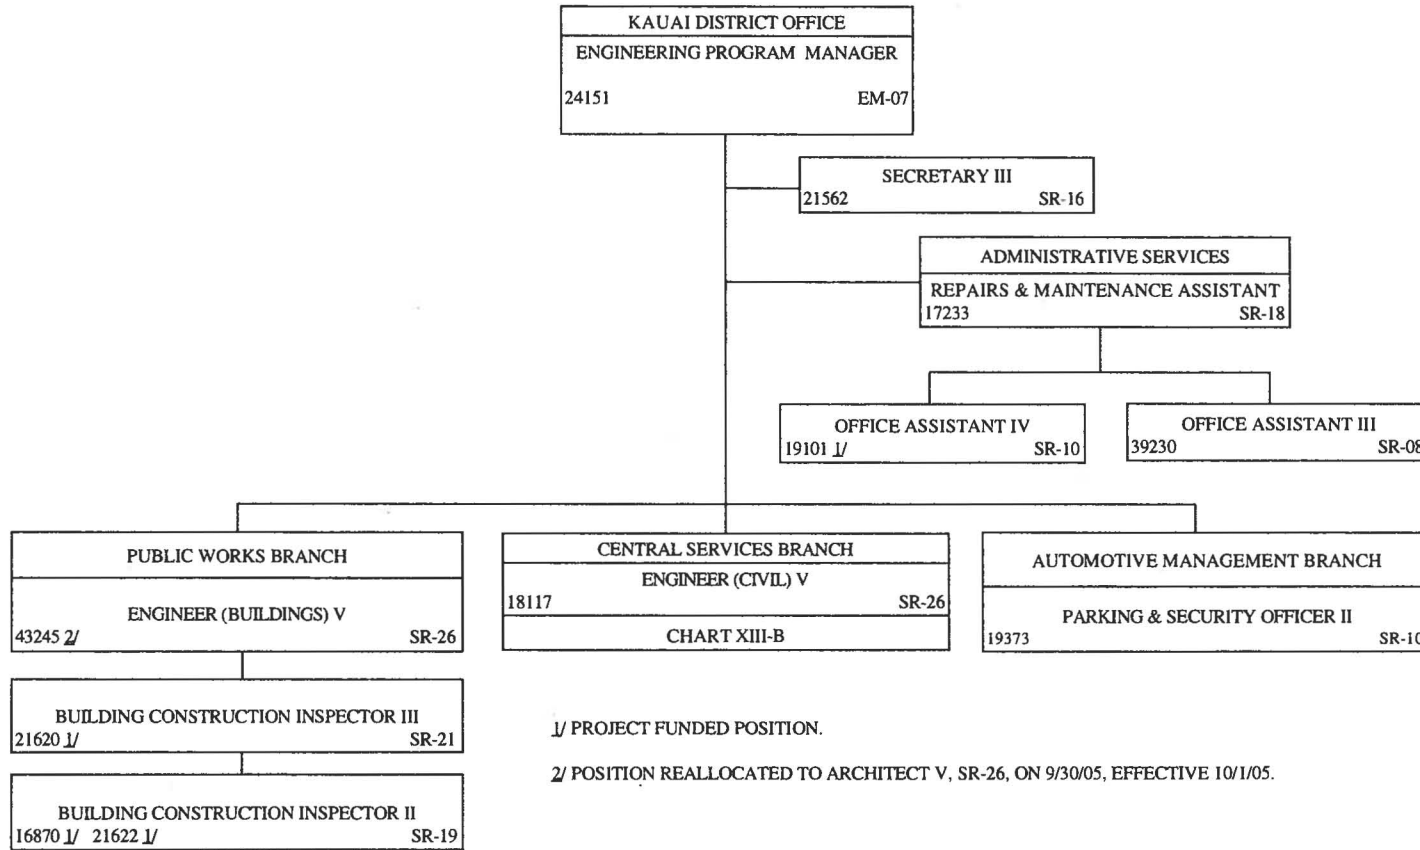 KAUAI DISTRICT OFFICE
ENGINEERING PROGRAM MANAGER
24151 EM-07
SECRETARY III
21562 SR-16
ADMINISTRATIVE SERVICES
REPAIRS & MAINTENANCE ASSISTANT
17233 SR-18
OFFICE ASSISTANT IV
19101 1/ SR-10
OFFICE ASSISTANT III
39230 SR-08
PUBLIC WORKS BRANCH
ENGINEER (BUILDINGS) V
43245 2/ SR-26
CENTRAL SERVICES BRANCH
ENGINEER (CIVIL) V
18117 SR-26
CHART XIII-B
AUTOMOTIVE MANAGEMENT BRANCH
PARKING & SECURITY OFFICER II
19373 SR-10
BUILDING CONSTRUCTION INSPECTOR III
21620 1/ SR-21
BUILDING CONSTRUCTION INSPECTOR II
16870 1/ 21622 1/ SR-19
1/ PROJECT FUNDED POSITION.
2/ POSITION REALLOCATED TO ARCHITECT V, SR-26, ON 9/30/05, EFFECTIVE 10/1/05.